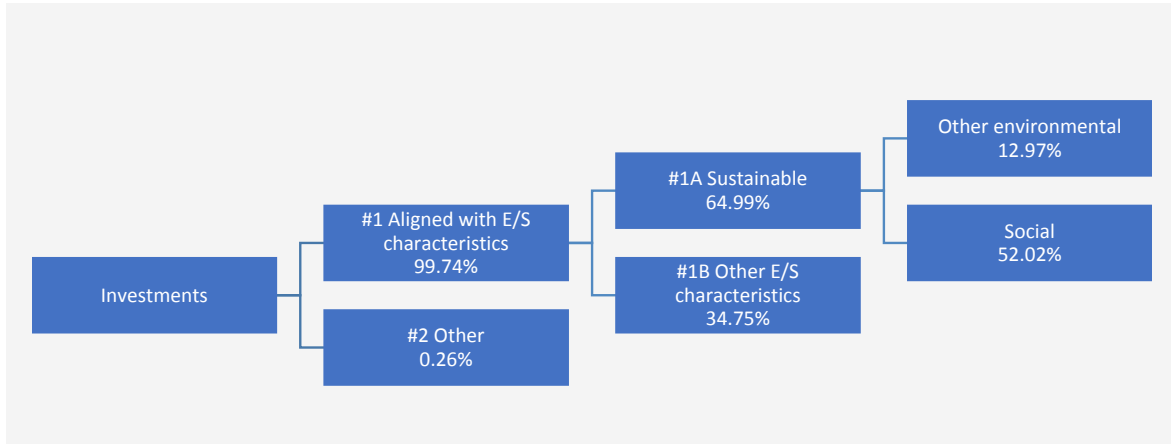 Investments
#1 Aligned with E/S
characteristics
99.74%
#2 Other
0.26%
#1A Sustainable
64.99%
#1B Other E/S
characteristics
34.75%
Other environmental
12.97%
Social
52.02%